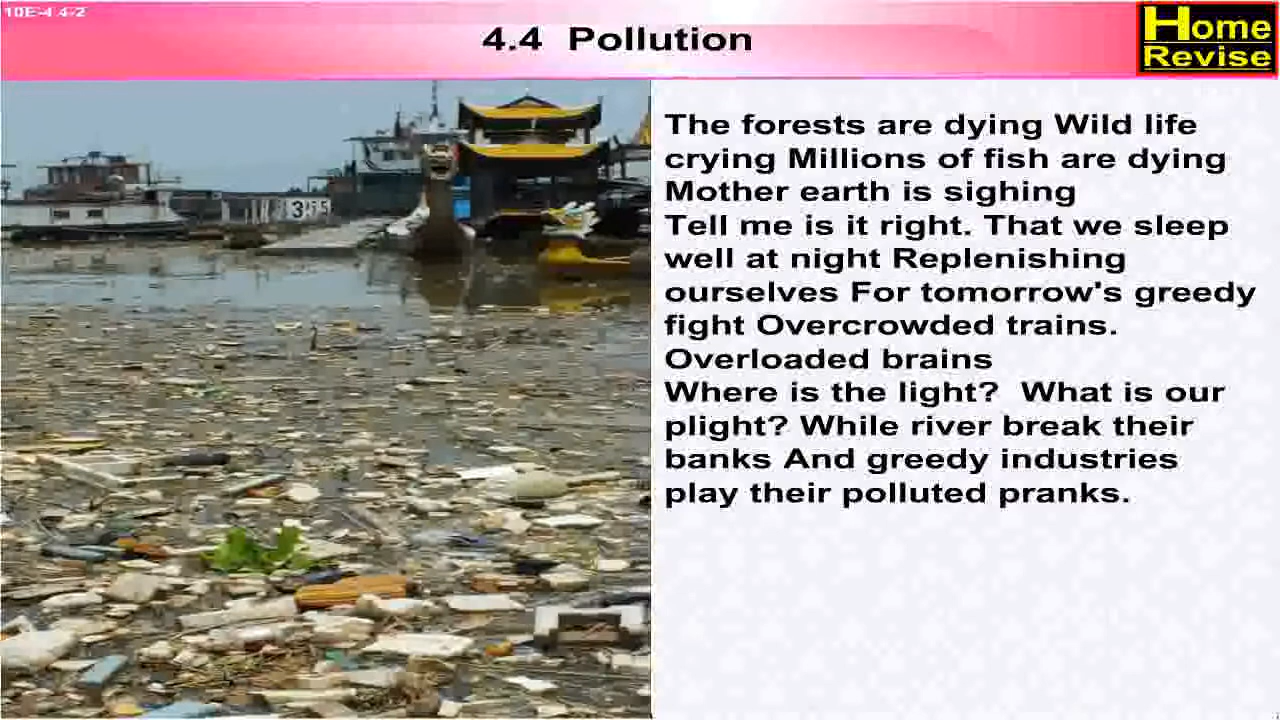 10E-4.4-2
4.4 Pollution
Home
Revise
The forests are dying Wild life
crying Millions of fish are dying
Mother earth is sighing
Tell me is it right. That we sleep
well at night Replenishing
ourselves For tomorrow's greedy
fight Overcrowded trains.
Overloaded brains
Where is the light? What is our
plight? While river break their
banks And greedy industries
play their polluted pranks.